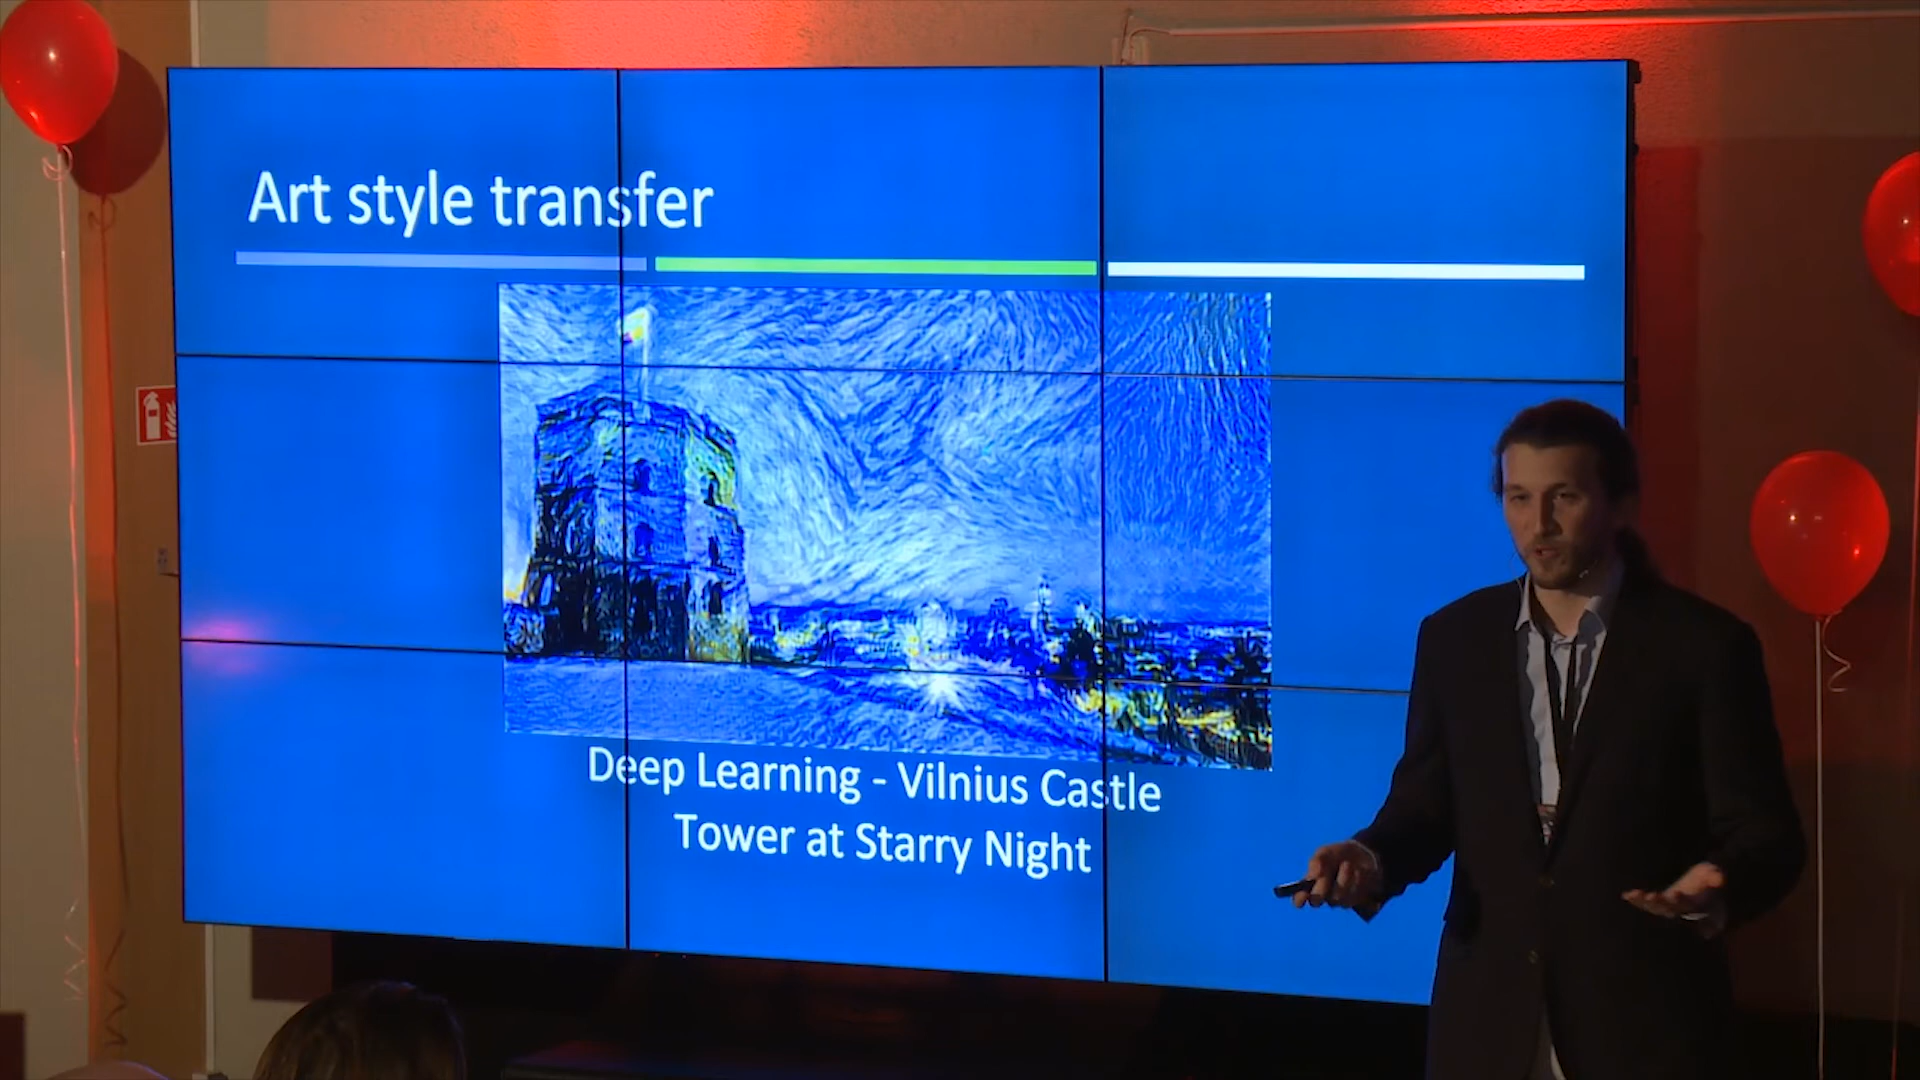 Art style transfer
Deep Learning - Vilnius Castle
Tower at Starry Night